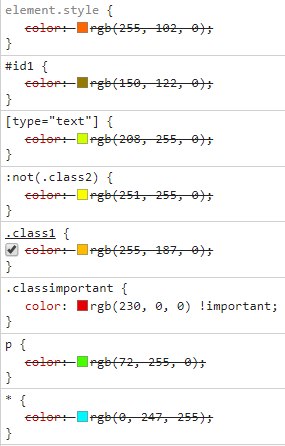 element.style {
color: rgb(255, 102, 0);
}
#id1 {
color: rgb(150, 122, 0);
}
[type="text"] {
color: rgb(208, 255, 0);
}
:not(.class2) {
color: rgb(251, 255, 0);
}
.class1 {
color: rgb(255, 187, 0);
}
.classimportant {
color: rgb(230, 0, 0) !important;
}
p {
color: rgb(72, 255, 0);
}
* {
color: rgb(0, 247, 255);
}